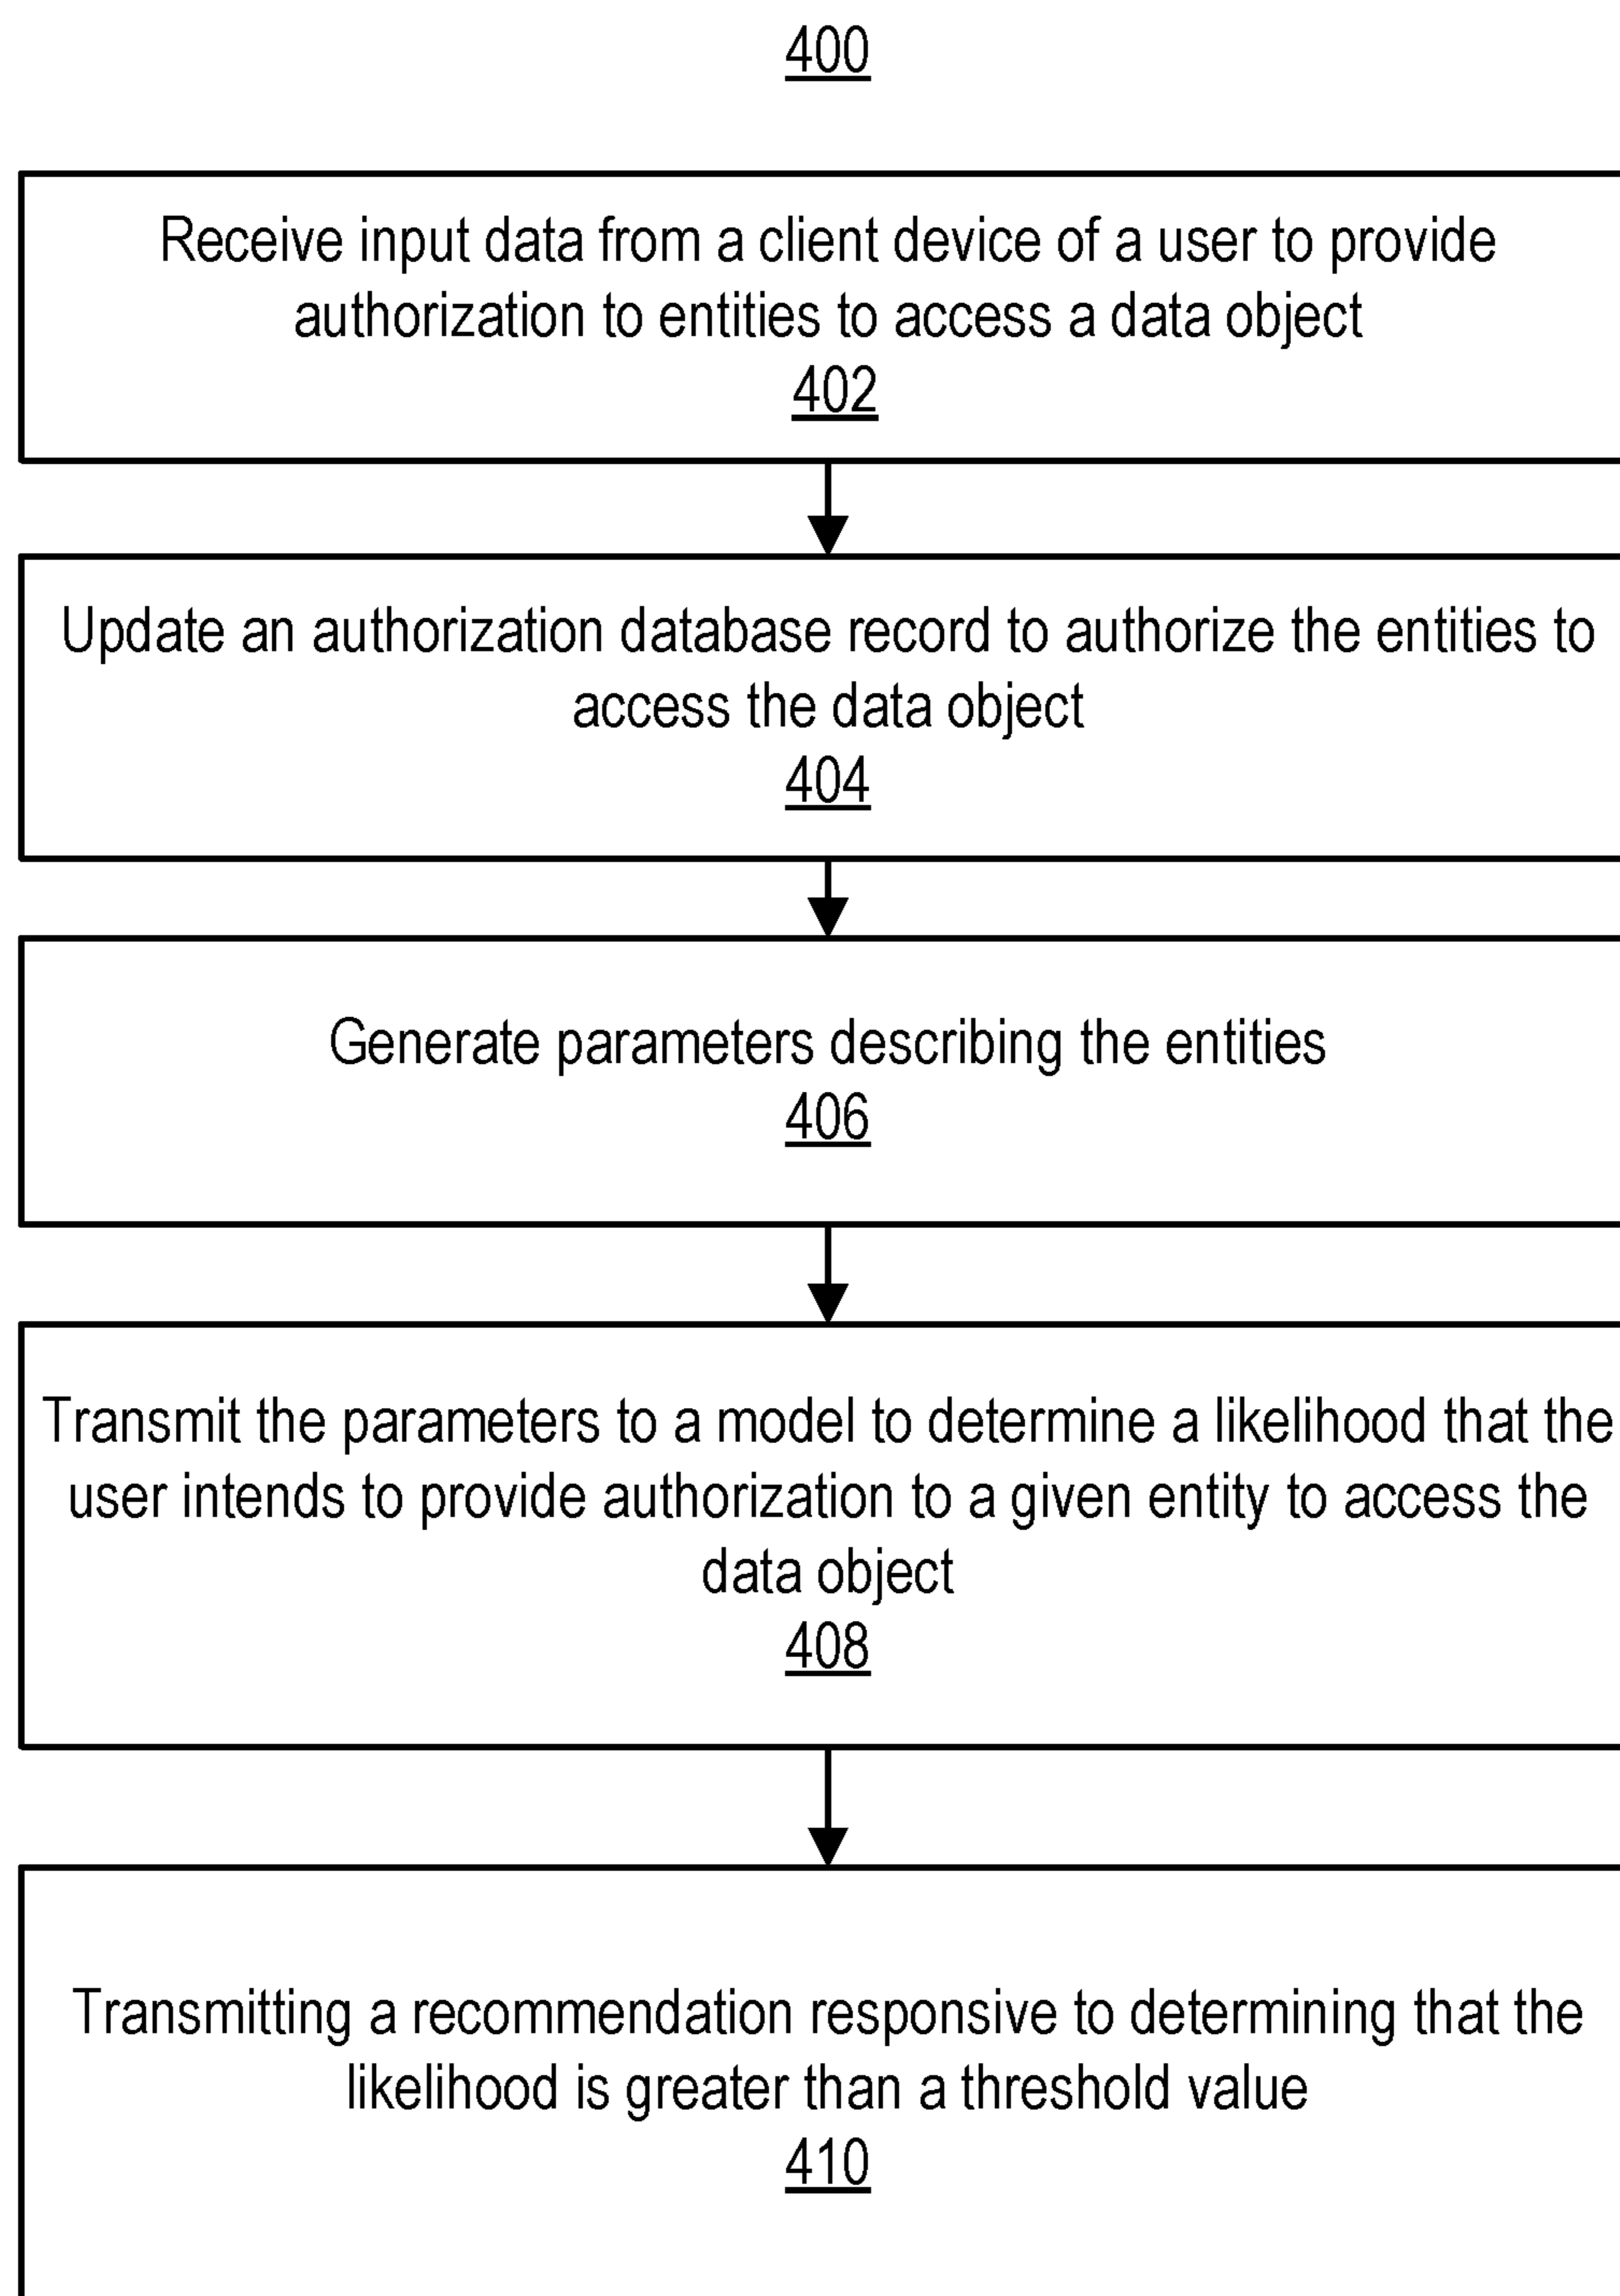 400
Receive input data from a client device of a user to provide
authorization to entities to access a data object
402
Update an authorization database record to authorize the entities to
access the data object
404
Generate parameters describing the entities
406
Transmit the parameters to a model to determine a likelihood that the
user intends to provide authorization to a given entity to access the
data object
408
Transmitting a recommendation responsive to determining that the
likelihood is greater than a threshold value
410